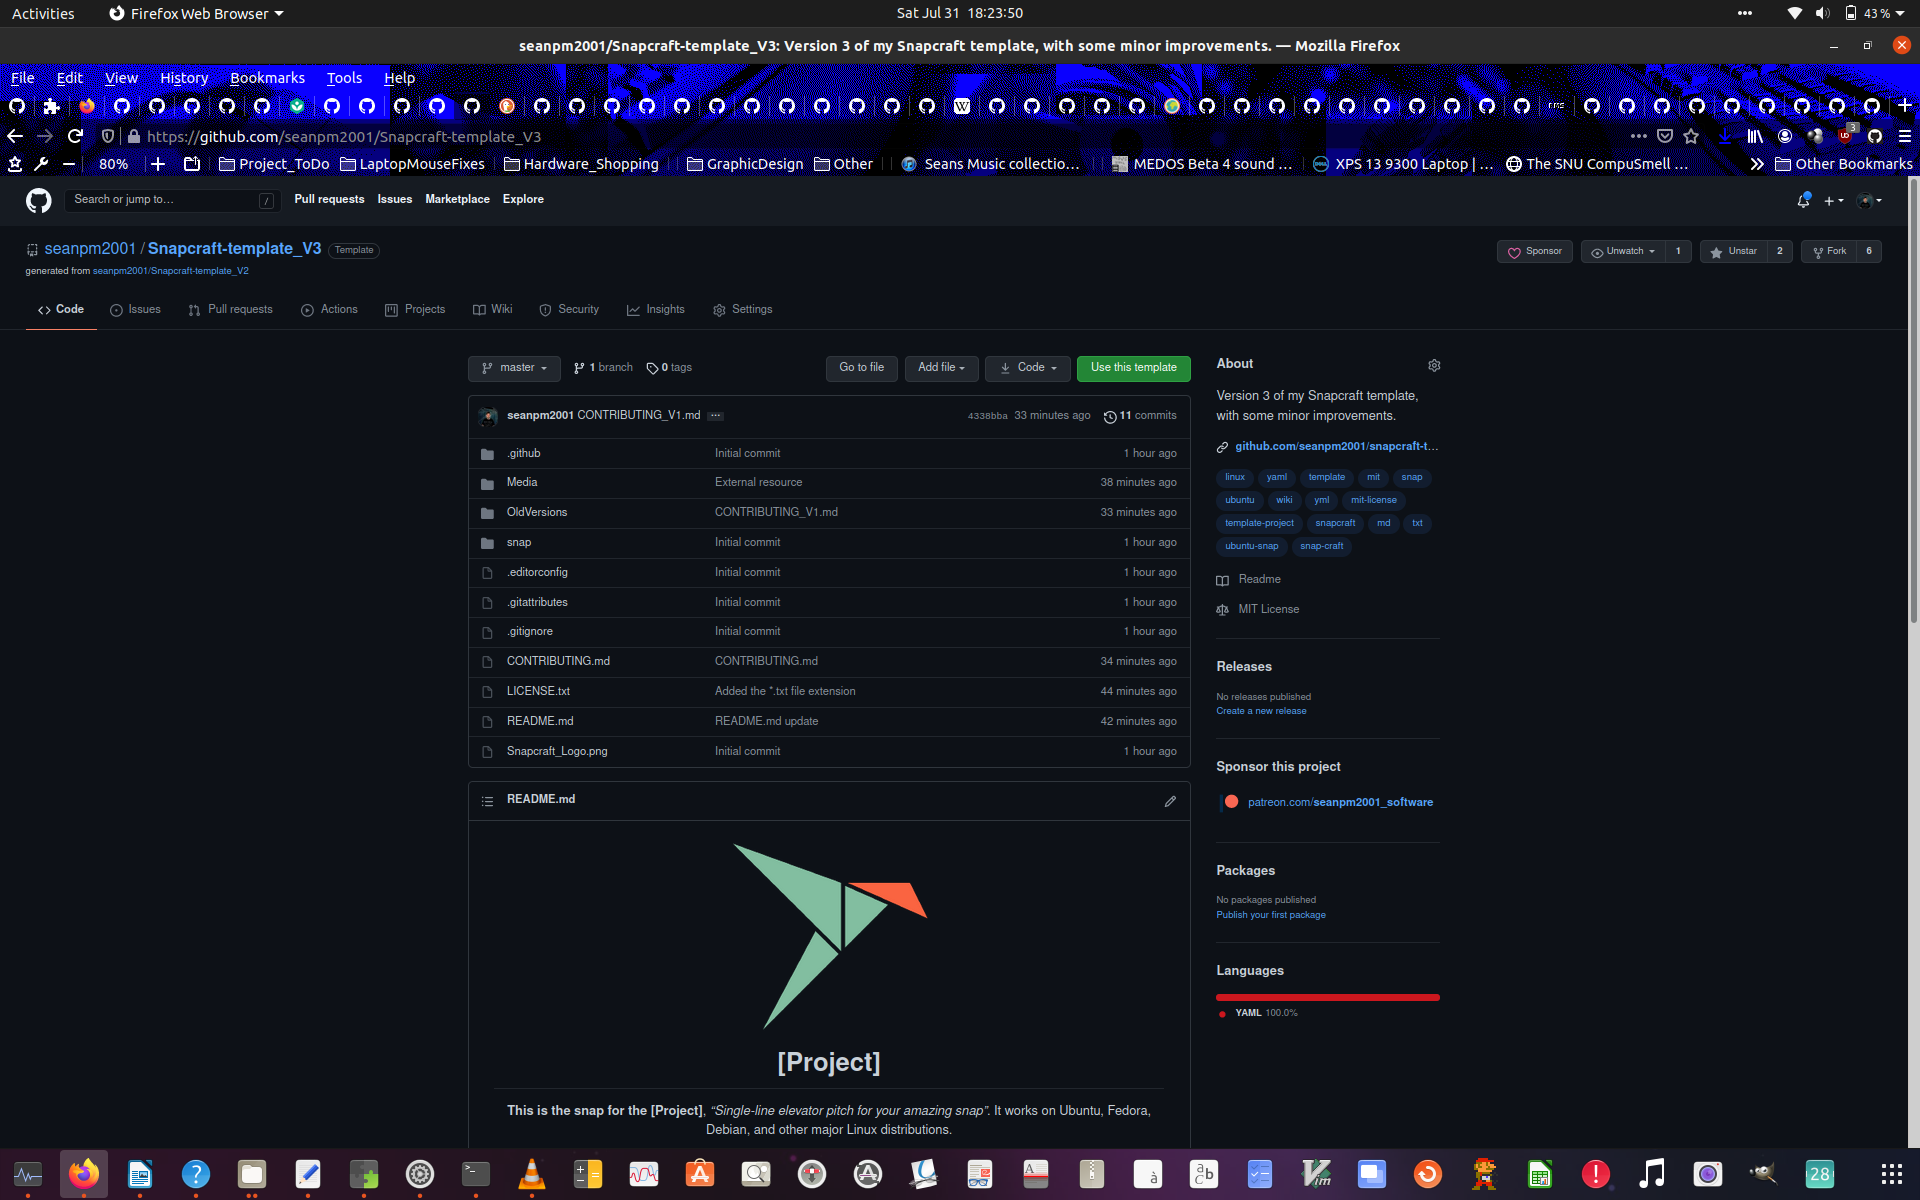 Activities Firefox Web Browser Sat Jul 31 18:23:50 43 %
seanpm2001/Snapcraft-template_V3: Version 3 of my Snapcraft template, with some minor improvements. — Mozilla Firefox
File Edit View History Bookmarks Tools Help
https://github.com/seanpm2001/Snapcraft-template_V3 3
80% Project_ToDo LaptopMouseFixes Hardware_Shopping GraphicDesign Other Seans Music collectio… MEDOS Beta 4 sound … XPS 13 9300 Laptop | … The SNU CompuSmell … Other Bookmarks
Search or jump to… / Pull requests Issues Marketplace Explore
seanpm2001 / Snapcraft-template_V3 Template Sponsor Unwatch 1 Unstar 2 Fork 6
generated from seanpm2001/Snapcraft-template_V2
Code Issues Pull requests Actions Projects Wiki Security Insights Settings
master 1 branch 0 tags Go to file Add file Code Use this template
seanpm2001 CONTRIBUTING_V1.md … 4338bba 33 minutes ago 11 commits
.github Initial commit 1 hour ago
Media External resource 38 minutes ago
OldVersions CONTRIBUTING_V1.md 33 minutes ago
snap Initial commit 1 hour ago
.editorconfig Initial commit 1 hour ago
.gitattributes Initial commit 1 hour ago
.gitignore Initial commit 1 hour ago
CONTRIBUTING.md CONTRIBUTING.md 34 minutes ago
LICENSE.txt Added the *.txt file extension 44 minutes ago
README.md README.md update 42 minutes ago
Snapcraft_Logo.png Initial commit 1 hour ago
README.md
[Project]
This is the snap for the [Project], “Single-line elevator pitch for your amazing snap”. It works on Ubuntu, Fedora,
Debian, and other major Linux distributions.
About
Version 3 of my Snapcraft template,
with some minor improvements.
github.com/seanpm2001/snapcraft-t…
linux yaml template mit snap
ubuntu wiki yml mit-license
template-project snapcraft md txt
ubuntu-snap snap-craft
Readme
MIT License
Releases
No releases published
Create a new release
Sponsor this project
patreon.com/seanpm2001_software
Packages
No packages published
Publish your first package
Languages
YAML 100.0%
28